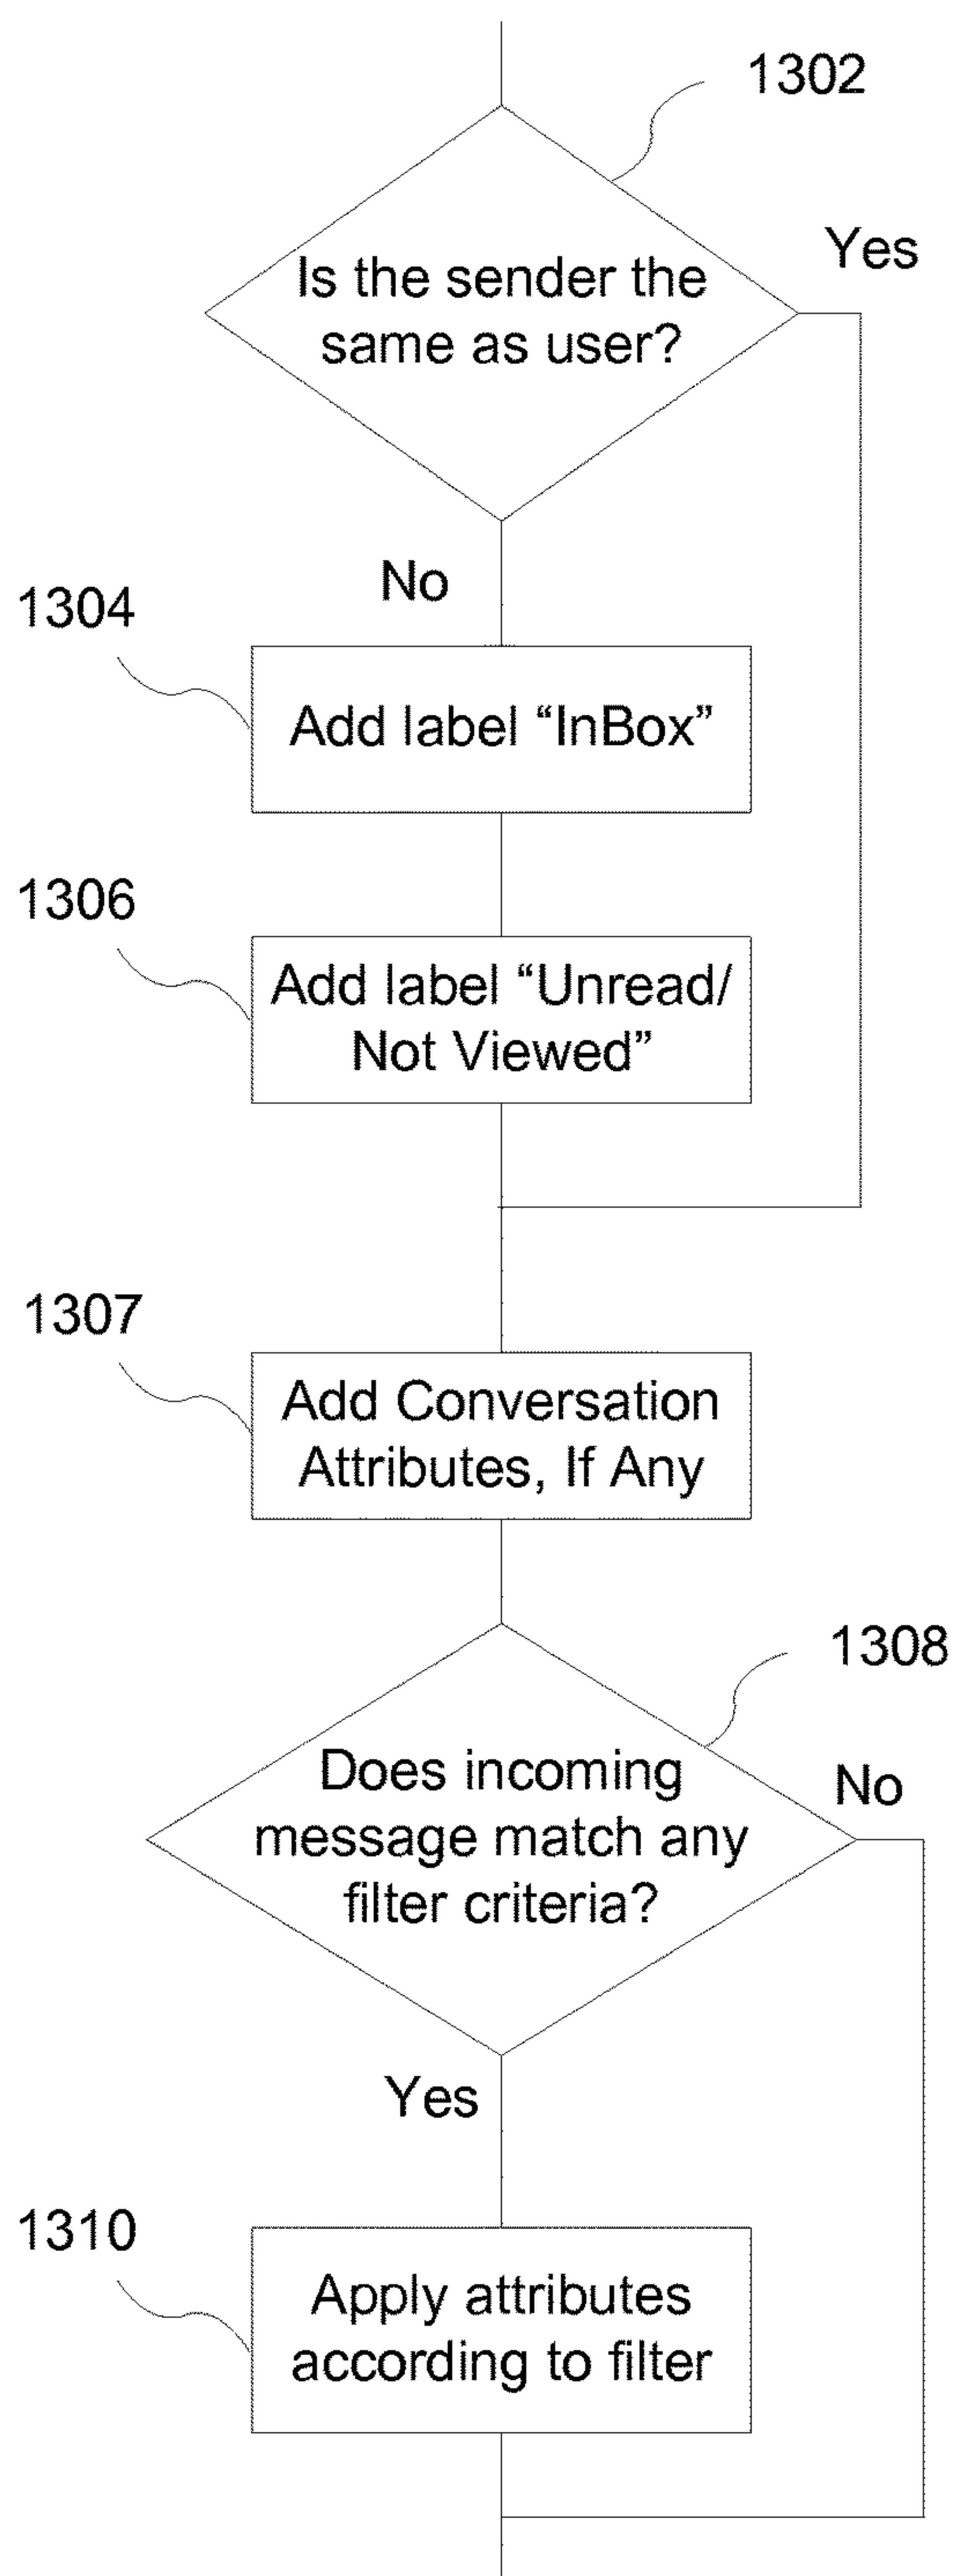 1302
Yes
Is the sender the
same as user?
No
1304
Add label “InBox”
1306
Add label “Unread/
Not Viewed”
1307
Add Conversation
Attributes, If Any
1308
No
Does incoming
message match any
filter criteria?
Yes
1310
Apply attributes
according to filter